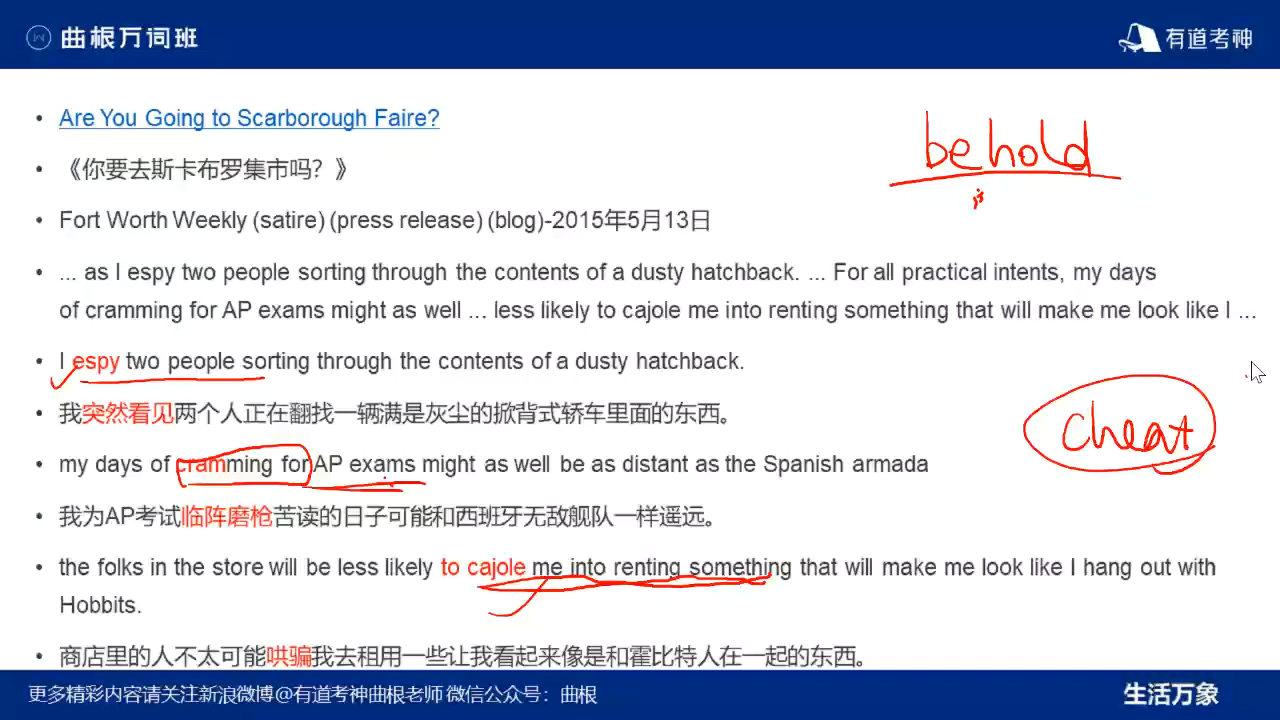 曲根万词班
有道考神
• Are You Going to Scarborough Faire?
behold
• 《你要去斯卡布罗集市吗？》
• Fort Worth Weekly (satire) (press release) (blog)-2015年5月13日
• ... as I espy two people sorting through the contents of a dusty hatchback. ... For all practical intents, my days
of cramming for AP exams might as well ... less likely to cajole me into renting something that will make me look like I ...
• I espy two people sorting through the contents of a dusty hatchback.
• 我突然看见两个人正在翻找一辆满是灰尘的掀背式轿车里面的东西。
cheat
• my days of cramming for AP exams might as well be as distant as the Spanish armada
• 我为AP考试临阵磨枪苦读的日子可能和西班牙无敌舰队一样遥远。
• the folks in the store will be less likely to cajole me into renting something that will make me look like I hang out with
Hobbits.
• 商店里的人不太可能哄骗我去租用一些让我看起来像是和霍比特人在一起的东西。
更多精彩内容请关注新浪微博@有道考神曲根老师 微信公众号：曲根
生活万象